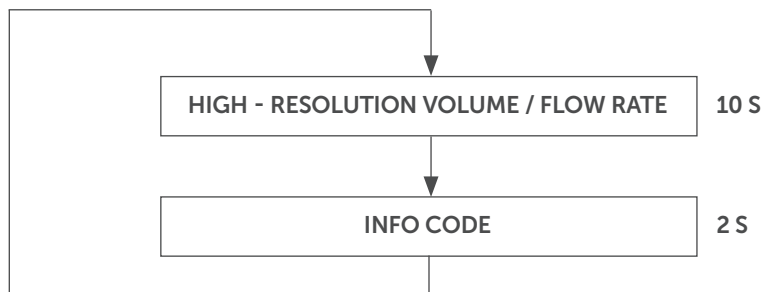 HIGH - RESOLUTION VOLUME / FLOW RATE 10 S
INFO CODE 2 S